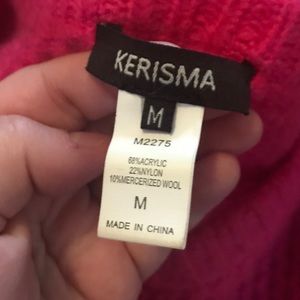 KERISMA
M
M2275
68%ACRYLIC
22%NYLON
10%MERCERIZED WOOL
M
MADE IN CHINA